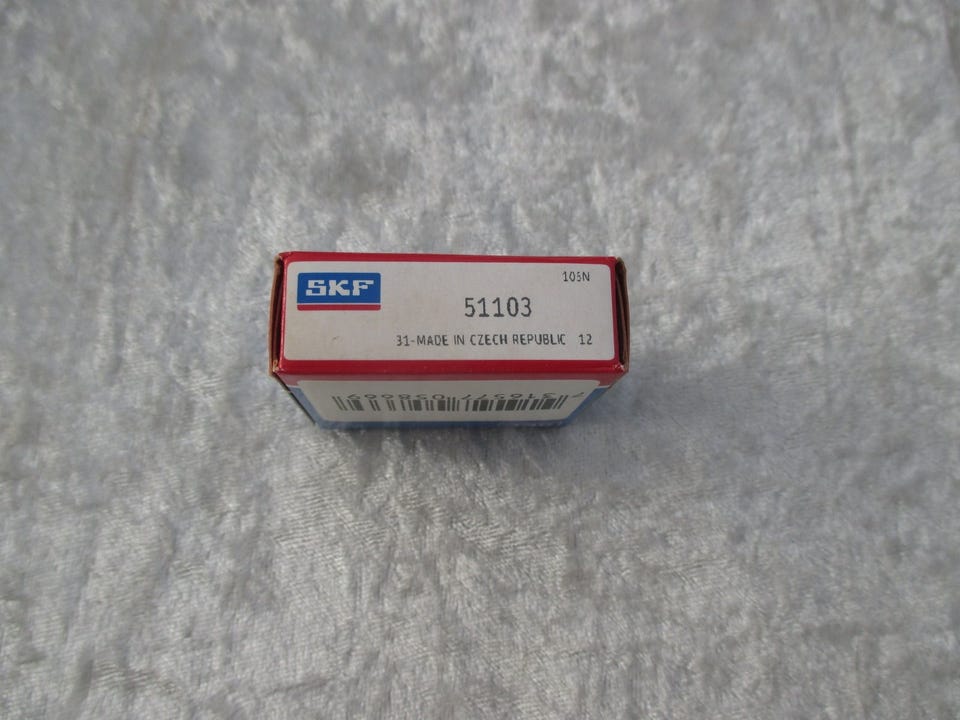 SKF
105N
51103
31-MADE IN CZECH REPUBLIC 12